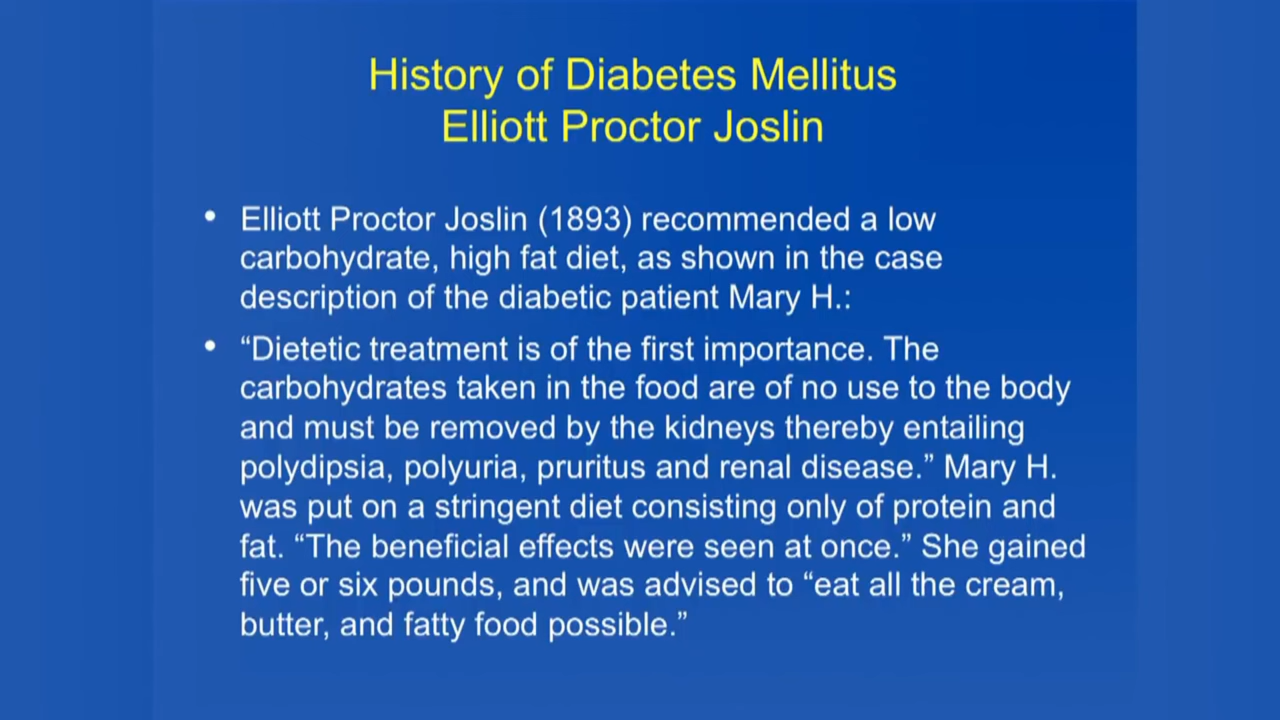 History of Diabetes Mellitus
Elliott Proctor Joslin
• Elliott Proctor Joslin (1893) recommended a low
carbohydrate, high fat diet, as shown in the case
description of the diabetic patient Mary H.:
• “Dietetic treatment is of the first importance. The
carbohydrates taken in the food are of no use to the body
and must be removed by the kidneys thereby entailing
polydipsia, polyuria, pruritus and renal disease.” Mary H.
was put on a stringent diet consisting only of protein and
fat. “The beneficial effects were seen at once.” She gained
five or six pounds, and was advised to “eat all the cream,
butter, and fatty food possible.”